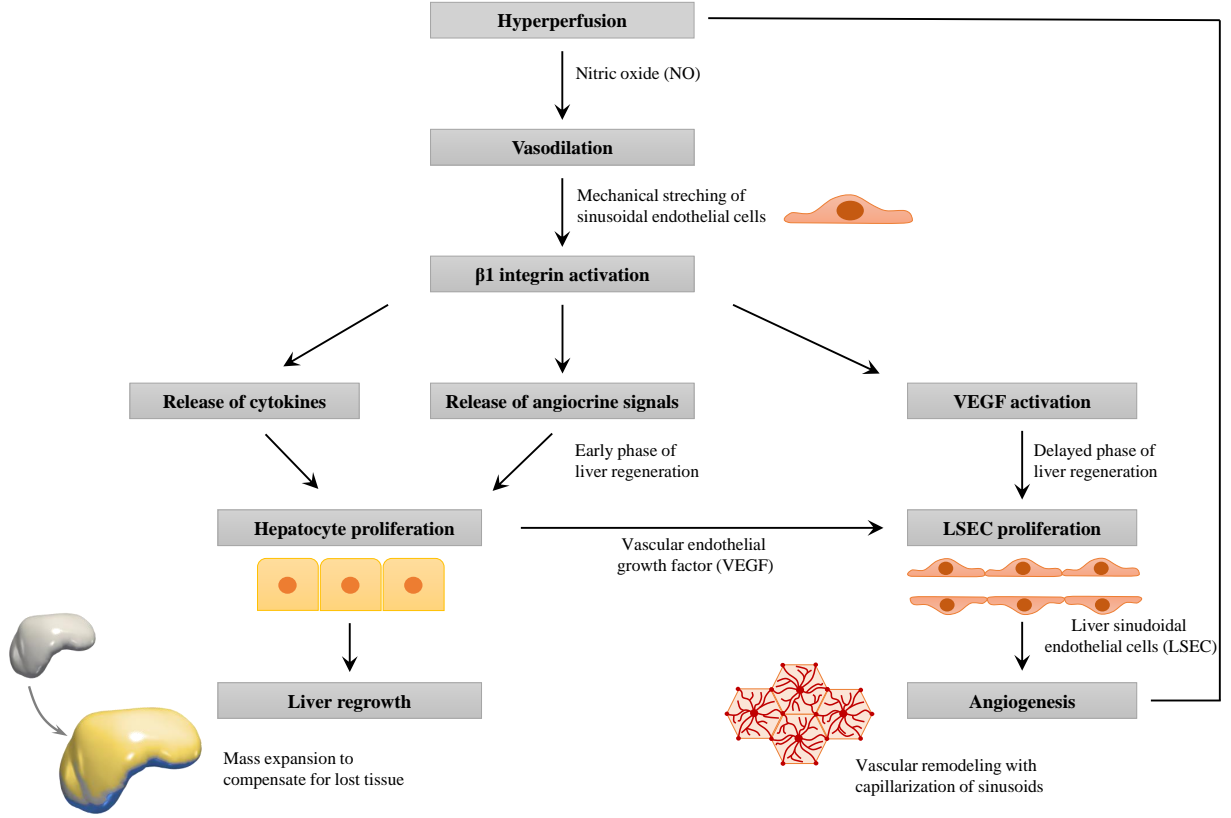 Hyperperfusion
Nitric oxide (NO)
Vasodilation
Mechanical streching of
sinusoidal endothelial cells
β1 integrin activation
Release of cytokines
Release of angiocrine signals
VEGF activation
Early phase of
liver regeneration
Delayed phase of
liver regeneration
Hepatocyte proliferation
LSEC proliferation
Vascular endothelial
growth factor (VEGF)
Liver sinudoidal
endothelial cells (LSEC)
Liver regrowth
Angiogenesis
Mass expansion to
compensate for lost tissue
Vascular remodeling with
capillarization of sinusoids